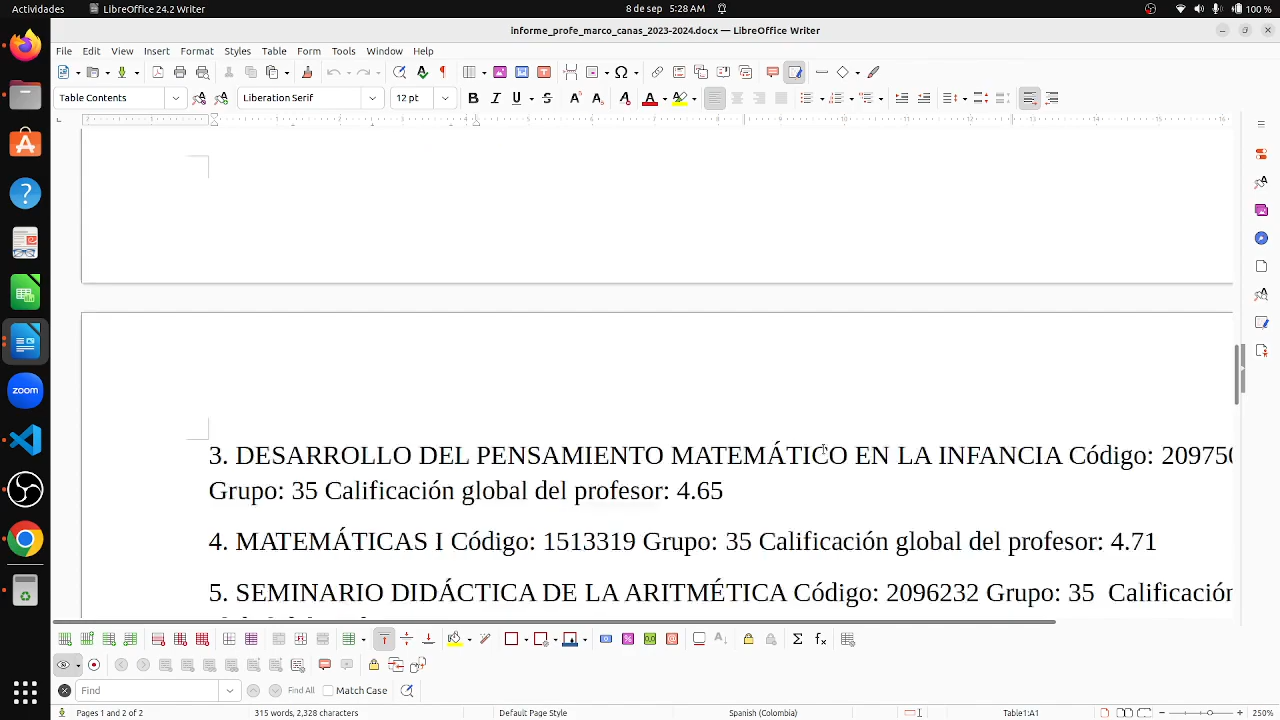 Actividades
LibreOffice 24.2 Writer
8 de sep 5:28 AM
100 %
informe_profe_marco_canas_2023-2024.docx — LibreOffice Writer
File Edit View Insert Format Styles Table Form Tools Window Help
Table Contents
Liberation Serif
12 pt
3. DESARROLLO DEL PENSAMIENTO MATEMÁTICO EN LA INFANCIA Código: 209750
Grupo: 35 Calificación global del profesor: 4.65
4. MATEMÁTICAS I Código: 1513319 Grupo: 35 Calificación global del profesor: 4.71
5. SEMINARIO DIDÁCTICA DE LA ARITMÉTICA Código: 2096232 Grupo: 35 Calificación
zoom
Find
Find All
Match Case
Pages 1 and 2 of 2
315 words, 2,328 characters
Default Page Style
Spanish (Colombia)
Table1:A1
250%